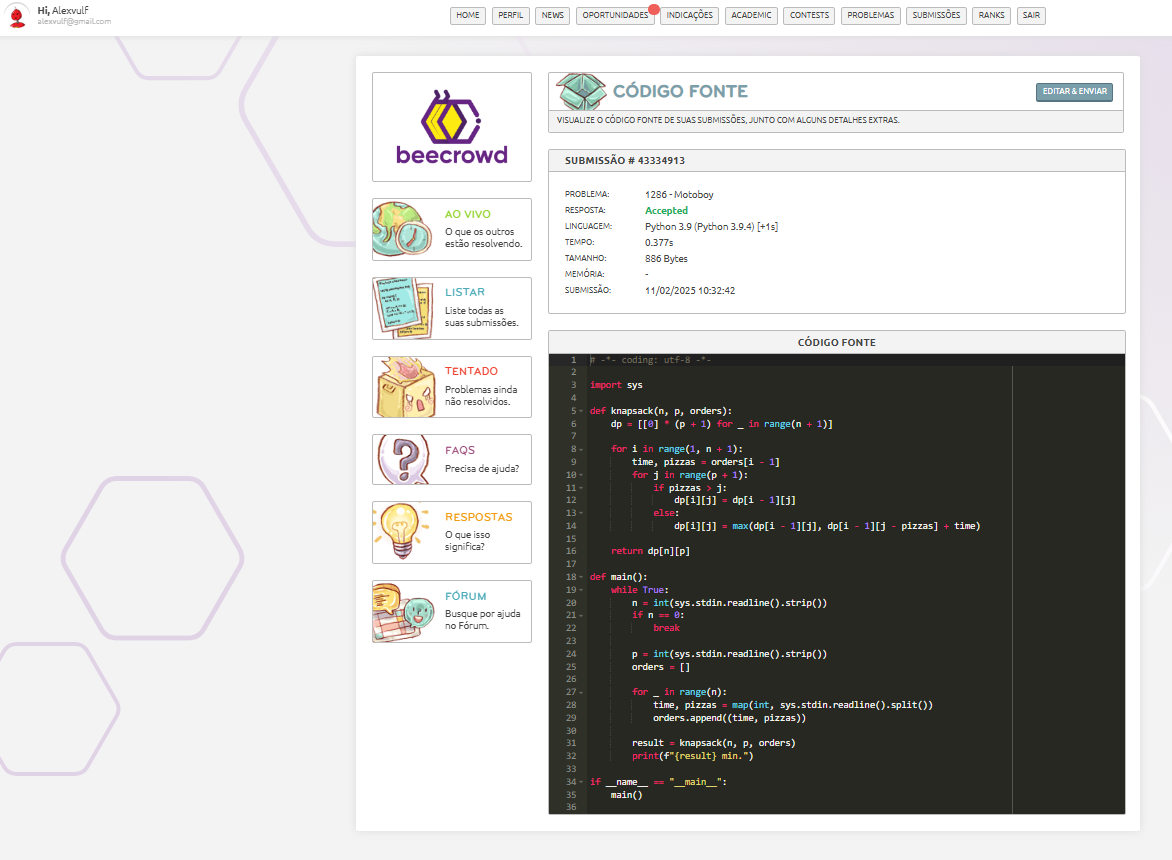 Hi, Alexvulf
alexvulf@gmail.com
HOME PERFIL NEWS OPORTUNIDADES INDICAÇÕES ACADEMIC CONTESTS PROBLEMAS SUBMISSÕES RANKS SAIR
beecrowd
AO VIVO
O que os outros
estão resolvendo.
LISTAR
Liste todas as
suas submissões.
TENTADO
Problemas ainda
não resolvidos.
FAQS
Precisa de ajuda?
RESPOSTAS
O que isso
significa?
FÓRUM
Busque por ajuda
no Fórum.
CÓDIGO FONTE
EDITAR & ENVIAR
VISUALIZE O CÓDIGO FONTE DE SUAS SUBMISSÕES, JUNTO COM ALGUNS DETALHES EXTRAS.
SUBMISSÃO # 43334913
PROBLEMA: 1286 - Motoboy
RESPOSTA: Accepted
LINGUAGEM: Python 3.9 (Python 3.9.4) [+1s]
TEMPO: 0.377s
TAMANHO: 886 Bytes
MEMÓRIA: -
SUBMISSÃO: 11/02/2025 10:32:42
CÓDIGO FONTE
1 # -*- coding: utf-8 -*-
2
3 import sys
4
5 def knapsack(n, p, orders):
6     dp = [[0] * (p + 1) for _ in range(n + 1)]
7
8     for i in range(1, n + 1):
9         time, pizzas = orders[i - 1]
10         for j in range(p + 1):
11             if pizzas > j:
12                 dp[i][j] = dp[i - 1][j]
13             else:
14                 dp[i][j] = max(dp[i - 1][j], dp[i - 1][j - pizzas] + time)
15
16     return dp[n][p]
17
18 def main():
19     while True:
20         n = int(sys.stdin.readline().strip())
21         if n == 0:
22             break
23
24         p = int(sys.stdin.readline().strip())
25         orders = []
26
27         for _ in range(n):
28             time, pizzas = map(int, sys.stdin.readline().split())
29             orders.append((time, pizzas))
30
31         result = knapsack(n, p, orders)
32         print(f"{result} min.")
33
34 if __name__ == "__main__":
35     main()
36